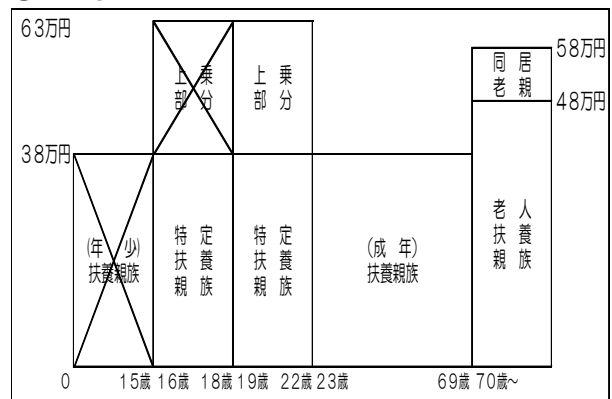 63万円
58万円
同居
老親
上乗
部分
上乗
部分
48万円
38万円
(年少)
扶養親族
特定
扶養
親族
特定
扶養
親族
(成年)
扶養親族
老人
扶養
親族
0
15歳
16歳
18歳
19歳
22歳
23歳
69歳
70歳~